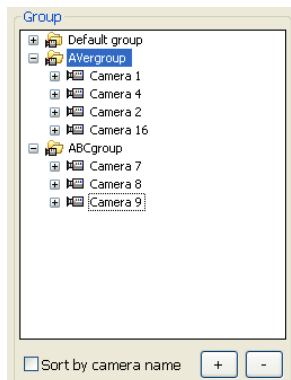 Group
Default group
AVergroup
Camera 1
Camera 4
Camera 2
Camera 16
ABCgroup
Camera 7
Camera 8
Camera 9
Sort by camera name + -